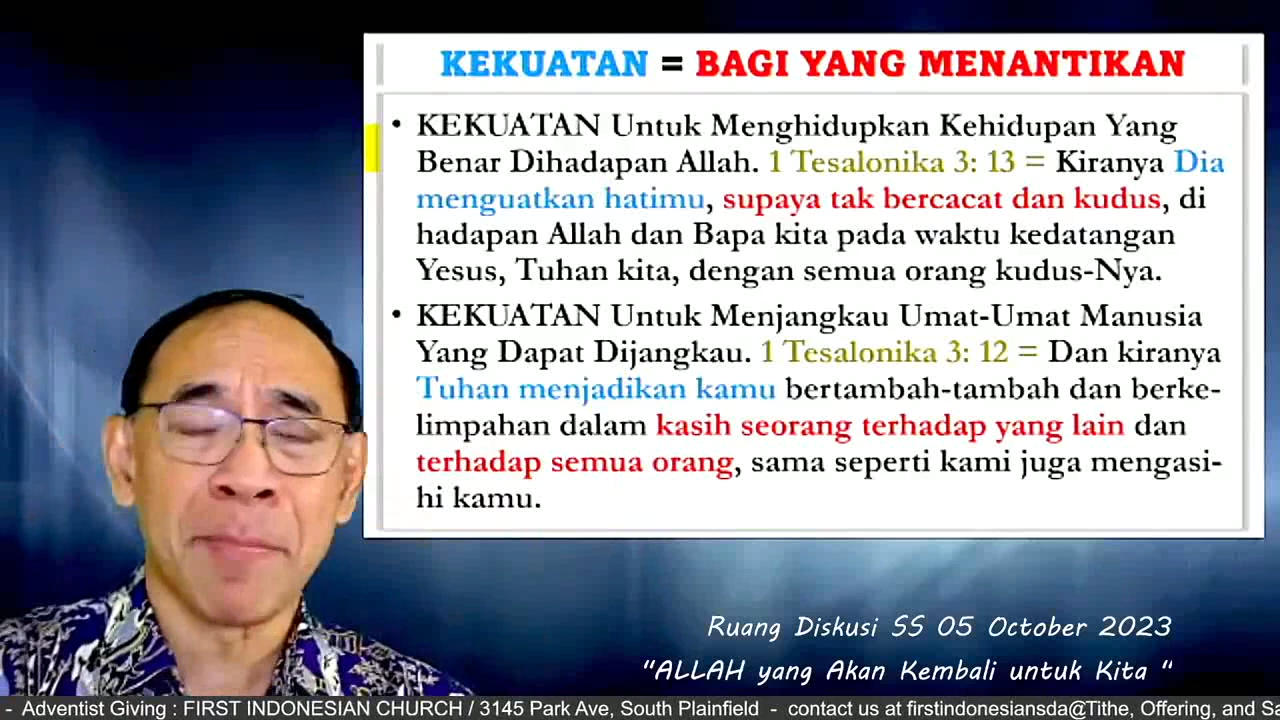 KEKUATAN = BAGI YANG MENANTIKAN
• KEKUATAN Untuk Menghidupkan Kehidupan Yang
Benar Dihadapan Allah. 1 Tesalonika 3: 13 = Kiranya Dia
menguatkan hatimu, supaya tak bercacat dan kudus, di
hadapan Allah dan Bapa kita pada waktu kedatangan
Yesus, Tuhan kita, dengan semua orang kudus-Nya.
• KEKUATAN Untuk Menjangkau Umat-Umat Manusia
Yang Dapat Dijangkau. 1 Tesalonika 3: 12 = Dan kiranya
Tuhan menjadikan kamu bertambah-tambah dan berke-
limpahan dalam kasih seorang terhadap yang lain dan
terhadap semua orang, sama seperti kami juga mengasi-
hi kamu.
Ruang Diskusi SS 05 October 2023
"ALLAH yang Akan Kembali untuk Kita "
- Adventist Giving : FIRST INDONESIAN CHURCH / 3145 Park Ave, South Plainfield - contact us at firstindonesiansda@Tithe, Offering, and Sa